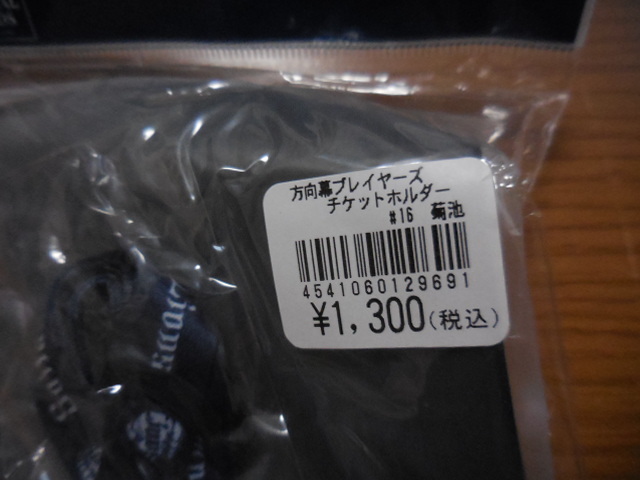 方向幕プレイヤーズ
チケットホルダー
#16 菊池
4541060129691
¥1,300(税込)